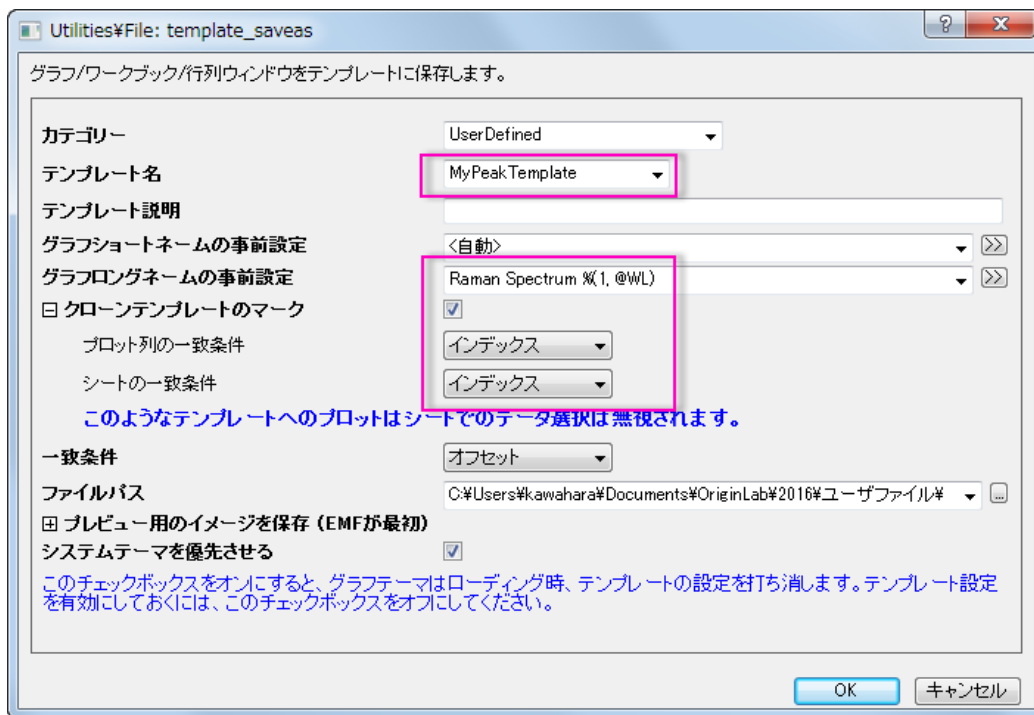 Utilities¥File: template_saveas
グラフ/ワークブック/行列ウィンドウをテンプレートに保存します。
カテゴリー UserDefined
テンプレート名 MyPeakTemplate
テンプレート説明
グラフショートネームの事前設定 <自動>
グラフロングネームの事前設定 Raman Spectrum %(1, @WL)
クローンテンプレートのマーク
プロット列の一致条件 インデックス
シートの一致条件 インデックス
このようなテンプレートへのプロットはシートでのデータ選択は無視されます。
一致条件 オフセット
ファイルパス C:¥Users¥kawahara¥Documents¥OriginLab¥2016¥ユーザファイル¥ ...
プレビュー用のイメージを保存 (EMFが最初)
システムテーマを優先させる
このチェックボックスをオンにすると、グラフテーマはローディング時、テンプレートの設定を打ち消します。テンプレート設定
を有効にしておくには、このチェックボックスをオフにしてください。
OK キャンセル